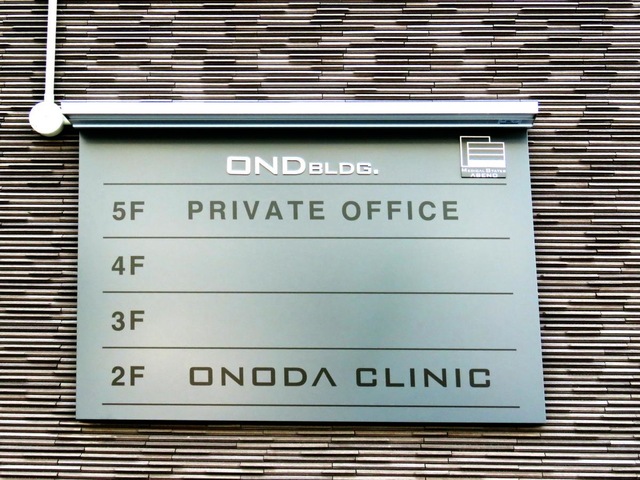 ONDBLDG.
5F PRIVATE OFFICE
4F
3F
2F ONODA CLINIC